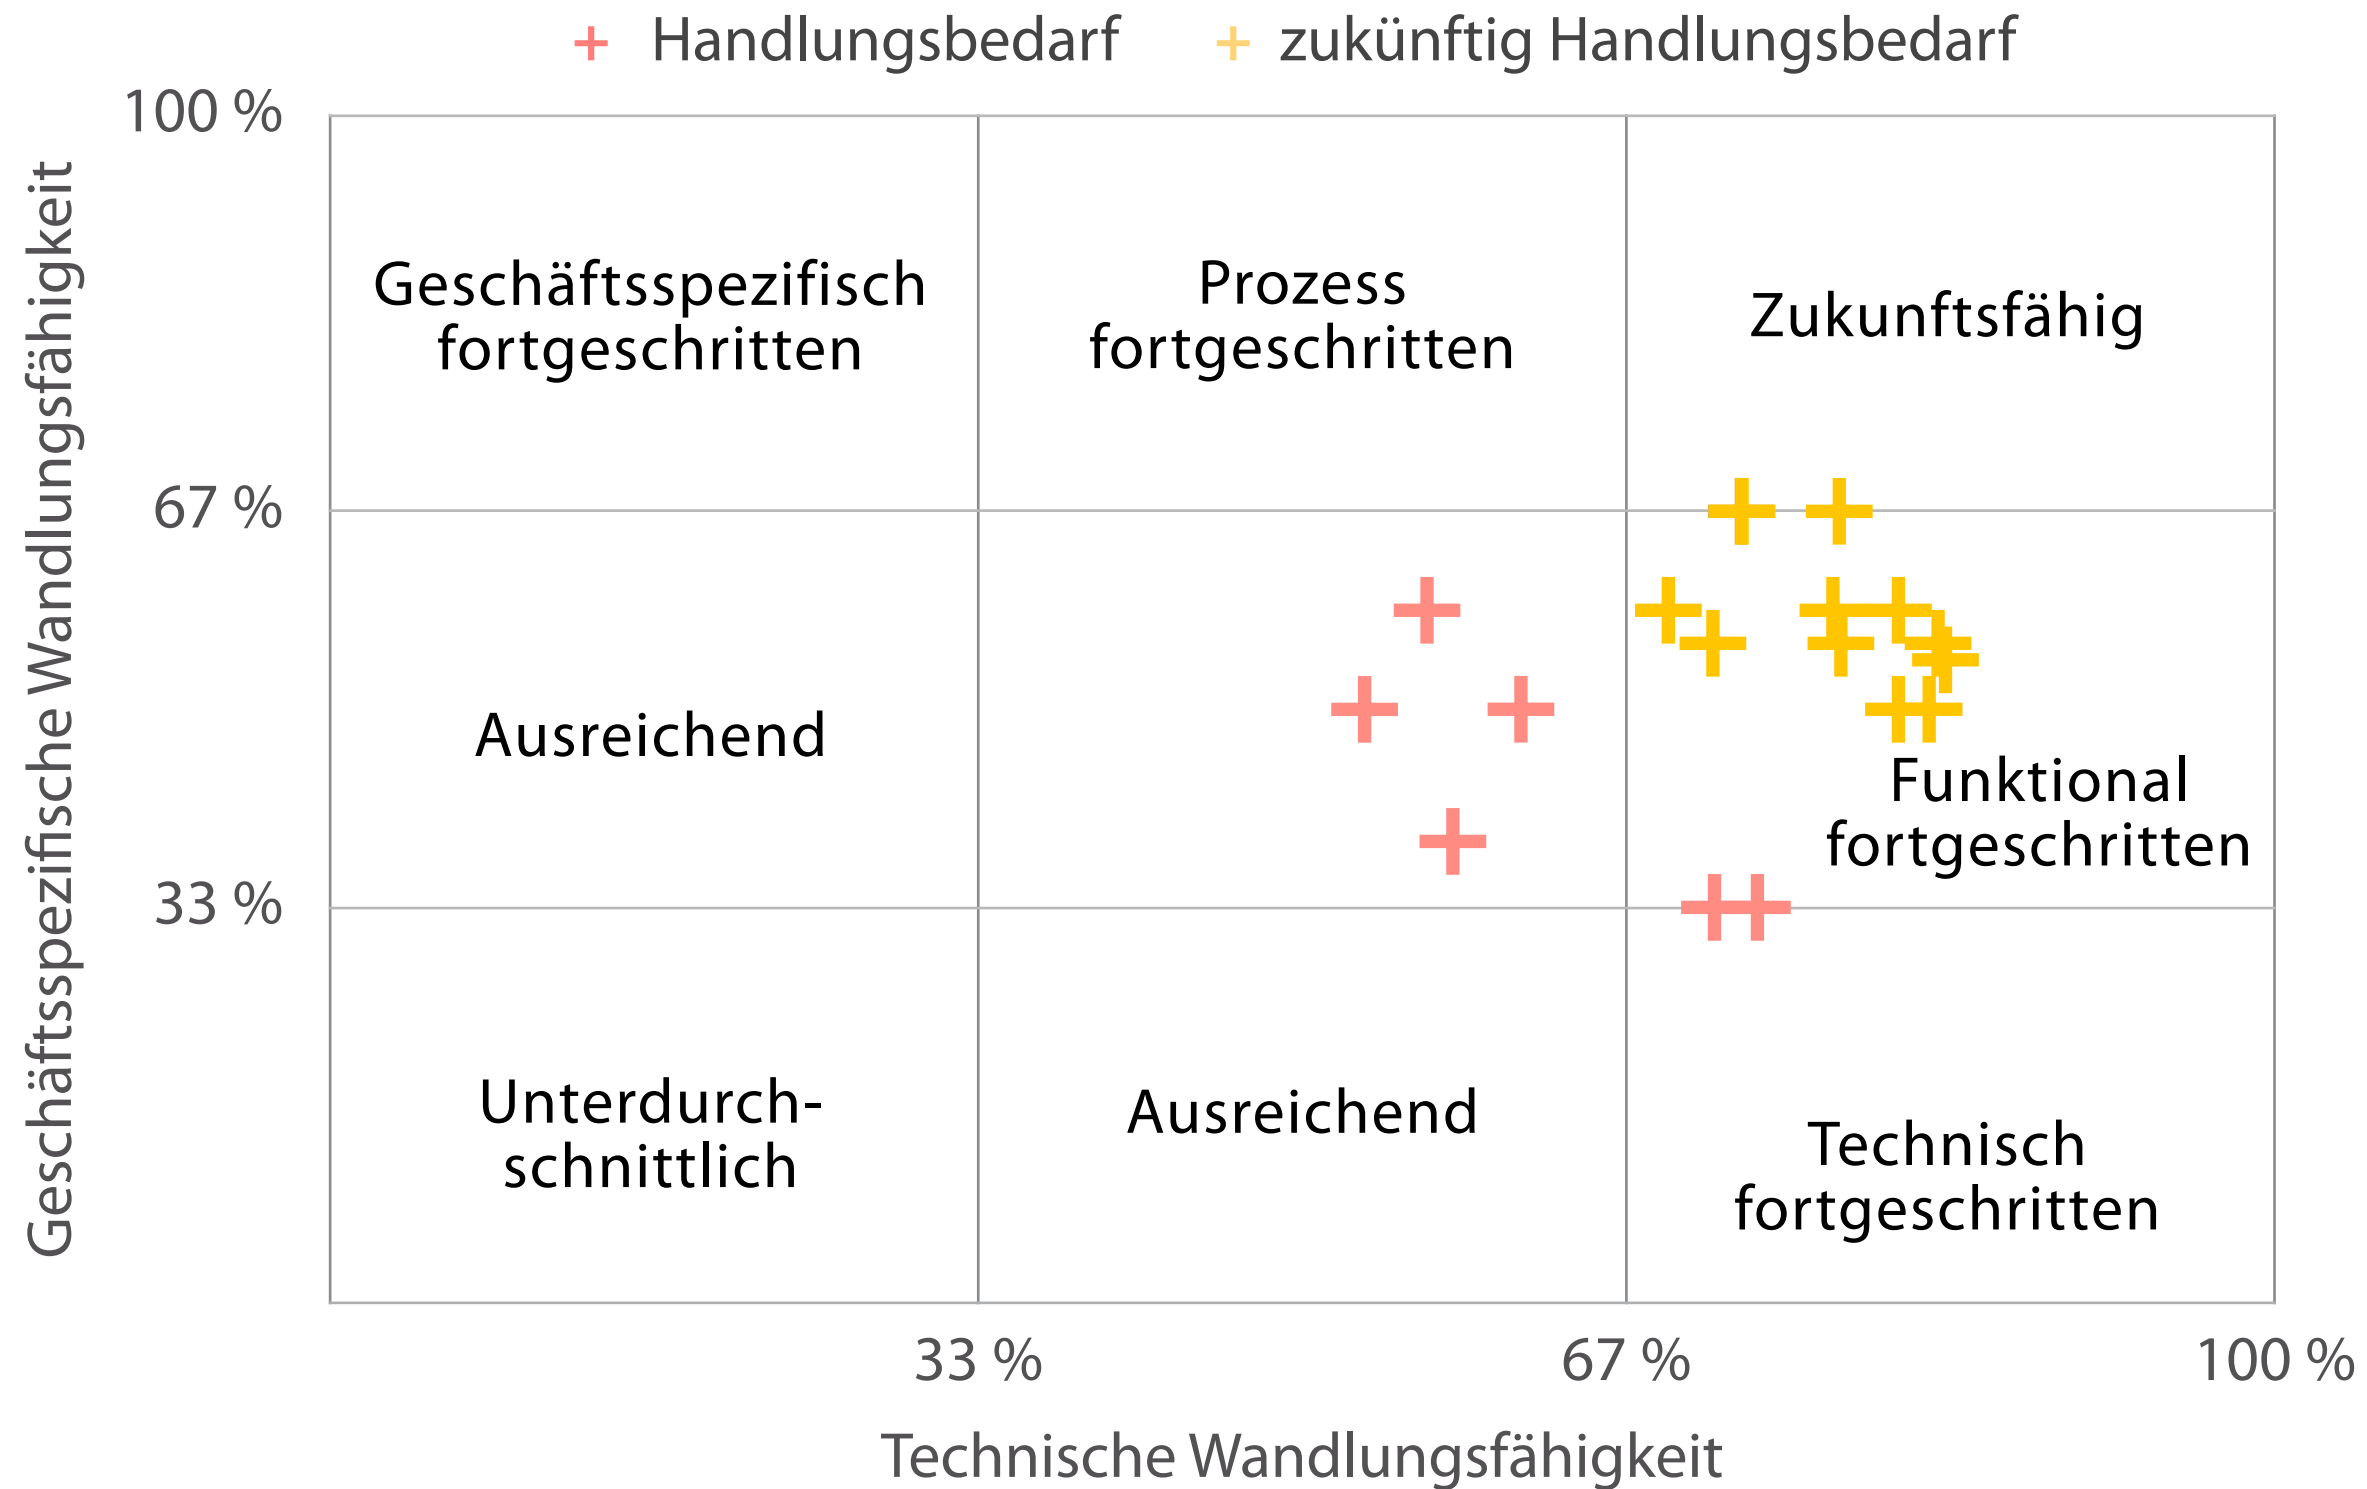 Handlungsbedarf
zukünftig Handlungsbedarf
100 %
67 %
33 %
Geschäftsspezifische Wandlungsfähigkeit
Geschäftsspezifisch
fortgeschritten
Prozess
fortgeschritten
Zukunftsfähig
Ausreichend
Funktional
fortgeschritten
Unterdurch-
schnittlich
Ausreichend
Technisch
fortgeschritten
33 %
67 %
100 %
Technische Wandlungsfähigkeit